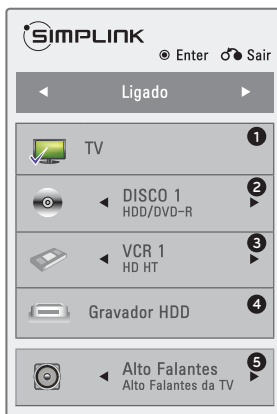 SIMPLINK
Enter Sair
Ligado
TV 1
DISCO 1 2
HDD/DVD-R
VCR 1 3
HD HT
Gravador HDD 4
Alto Falantes 5
Alto Falantes da TV